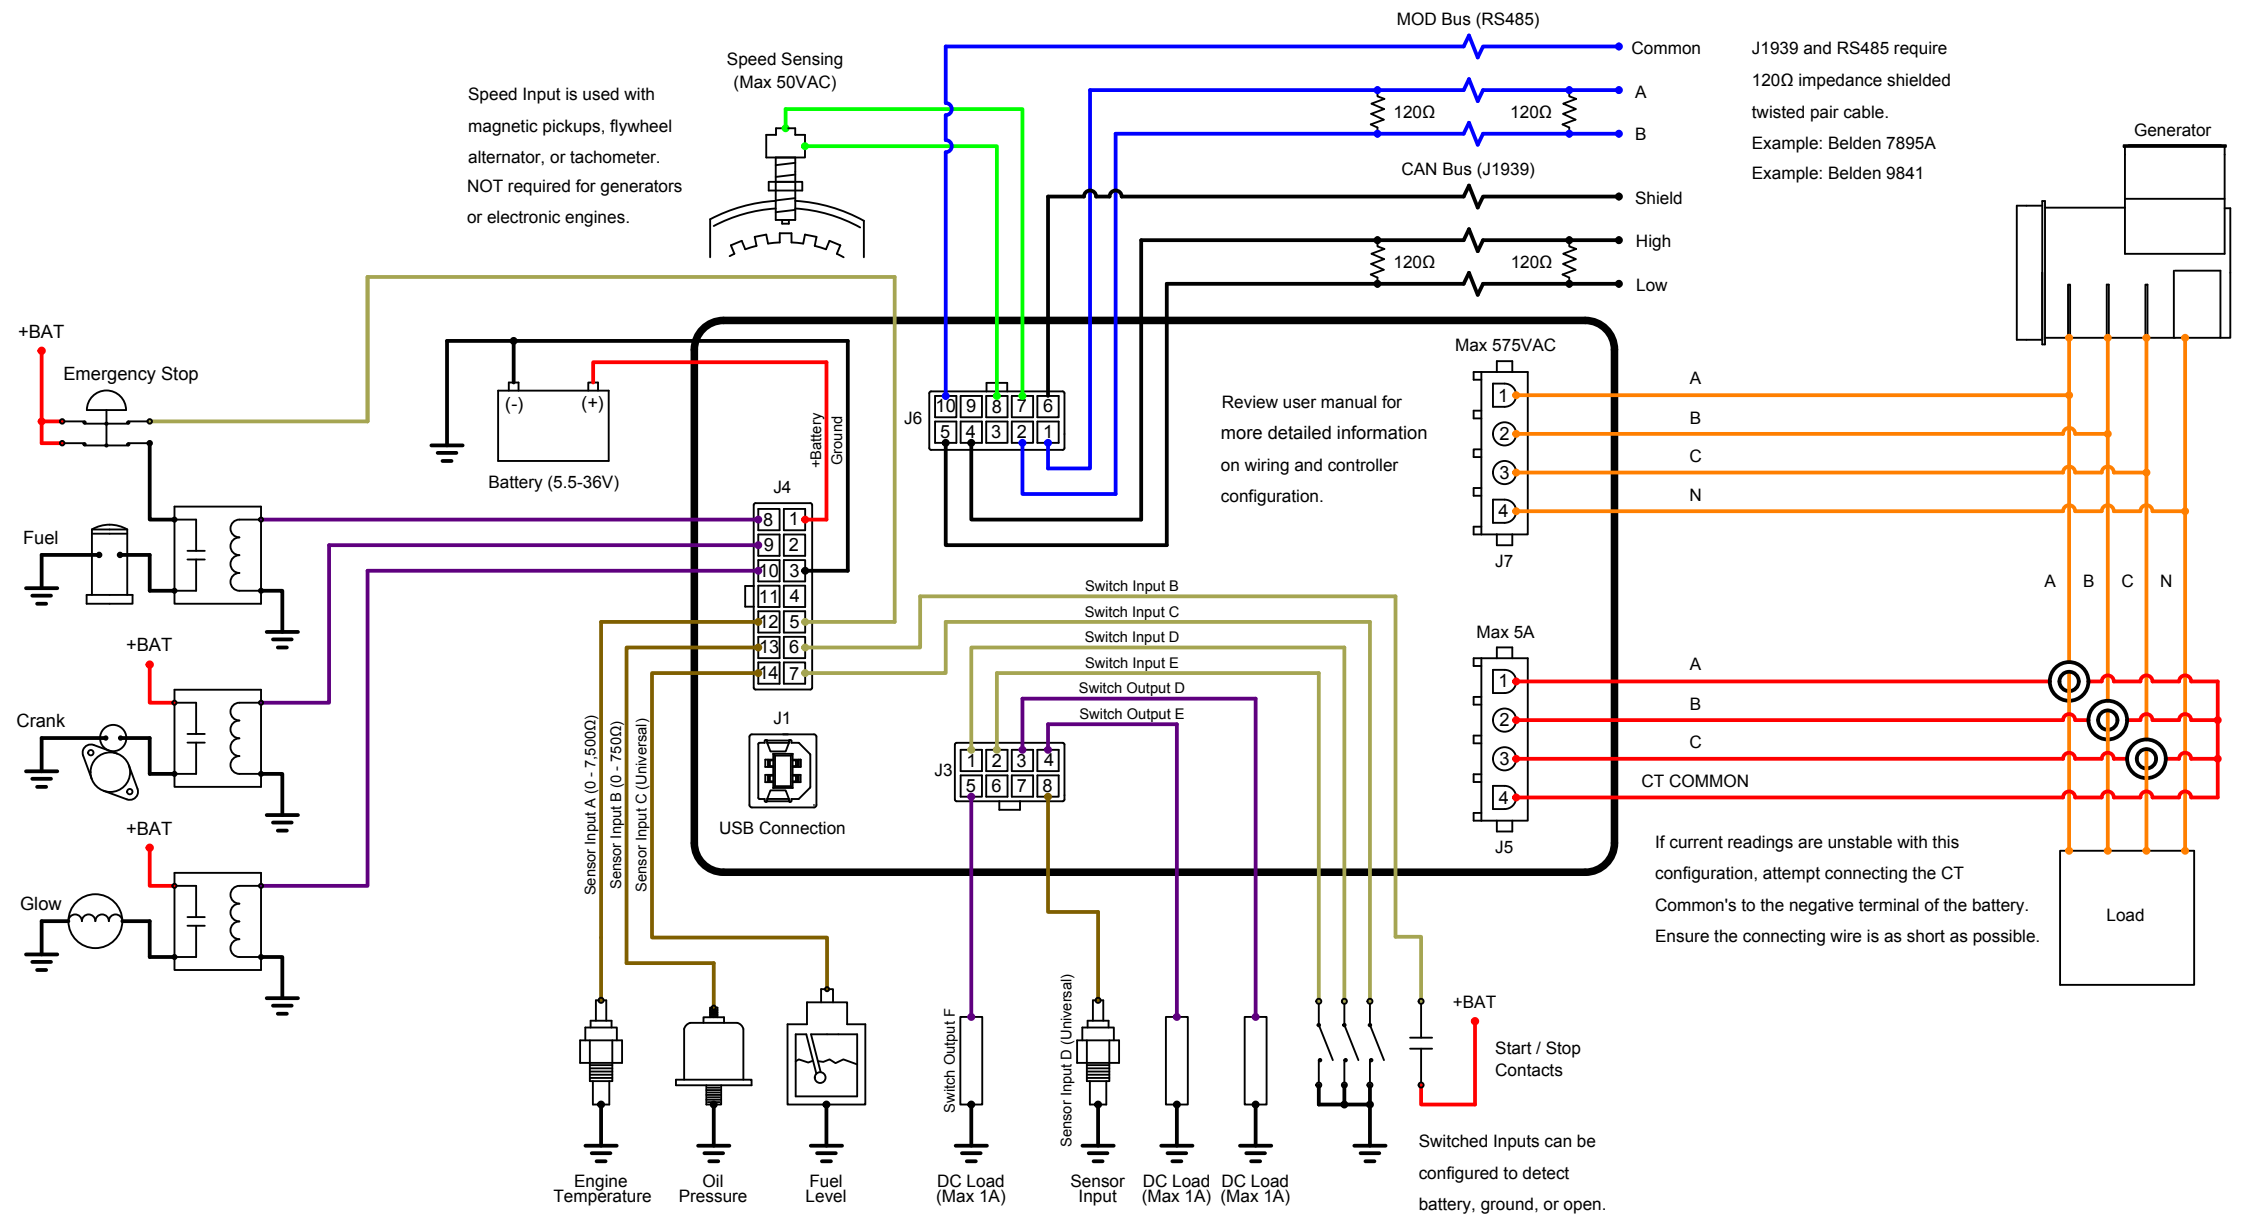 MOD Bus (RS485)
Common
A
120Ω
120Ω
B
CAN Bus (J1939)
Shield
High
120Ω
120Ω
Low
J1939 and RS485 require
120Ω impedance shielded
twisted pair cable.
Example: Belden 7895A
Example: Belden 9841
Speed Sensing
(Max 50VAC)
Speed Input is used with
magnetic pickups, flywheel
alternator, or tachometer.
NOT required for generators
or electronic engines.
Generator
+BAT
Emergency Stop
(-)
(+)
Battery (5.5-36V)
+Battery
Ground
J6
10 9 8 7 6
5 4 3 2 1
Review user manual for
more detailed information
on wiring and controller
configuration.
Max 575VAC
1
2
3
4
J7
A
B
C
N
A B C N
Fuel
J4
8 1
9 2
10 3
11 4
12 5
13 6
14 7
Switch Input B
Switch Input C
Switch Input D
Switch Input E
Switch Output D
Switch Output E
Max 5A
1
2
3
4
J5
A
B
C
CT COMMON
+BAT
Crank
J1
USB Connection
J3
1 2 3 4
5 6 7 8
+BAT
Glow
Sensor Input A (0 - 7,500Ω)
Sensor Input B (0 - 750Ω)
Sensor Input C (Universal)
If current readings are unstable with this
configuration, attempt connecting the CT
Common's to the negative terminal of the battery.
Ensure the connecting wire is as short as possible.
Load
Switch Output F
Sensor Input D (Universal)
+BAT
Start / Stop
Contacts
Engine
Temperature
Oil
Pressure
Fuel
Level
DC Load
(Max 1A)
Sensor
Input
DC Load
(Max 1A)
DC Load
(Max 1A)
Switched Inputs can be
configured to detect
battery, ground, or open.